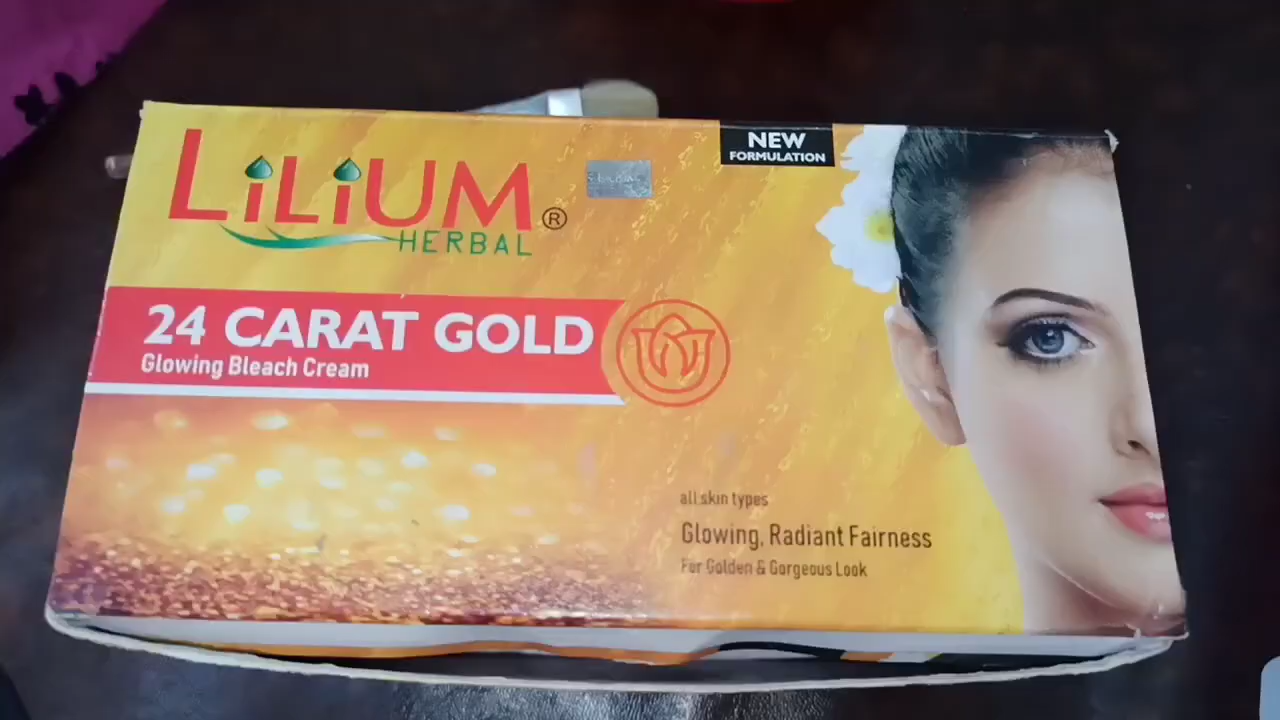 LiLiUM®
HERBAL
NEW
FORMULATION
24 CARAT GOLD
Glowing Bleach Cream
all skin types
Glowing, Radiant Fairness
For Golden & Gorgeous Look